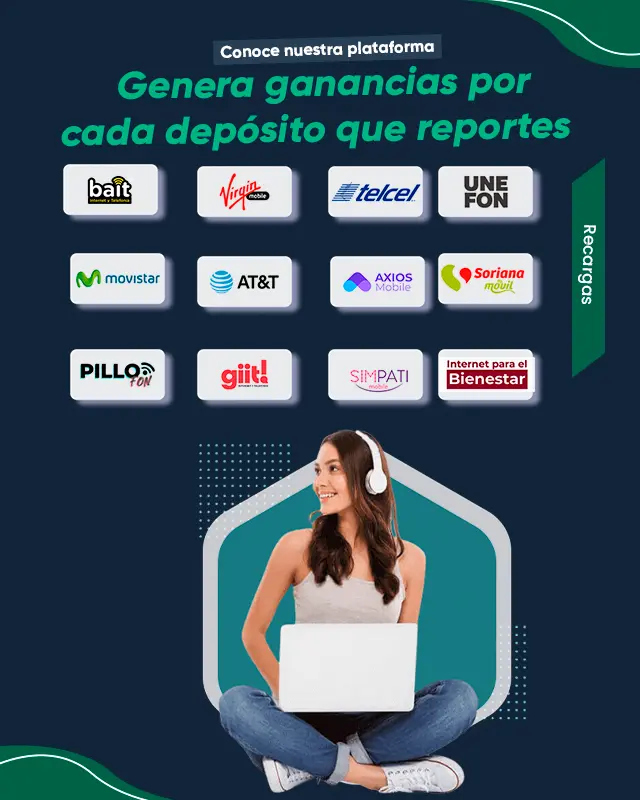 Conoce nuestra plataforma
Genera ganancias por
cada depósito que reportes
bait
Internet y Telefonía
Virgin
mobile
telcel
UNE
FON
movistar
AT&T
AXIOS
Mobile
Soriana
móvil
Recargas
PILLO
FON
giit!
SIMPATI
mobile
Internet para el
Bienestar